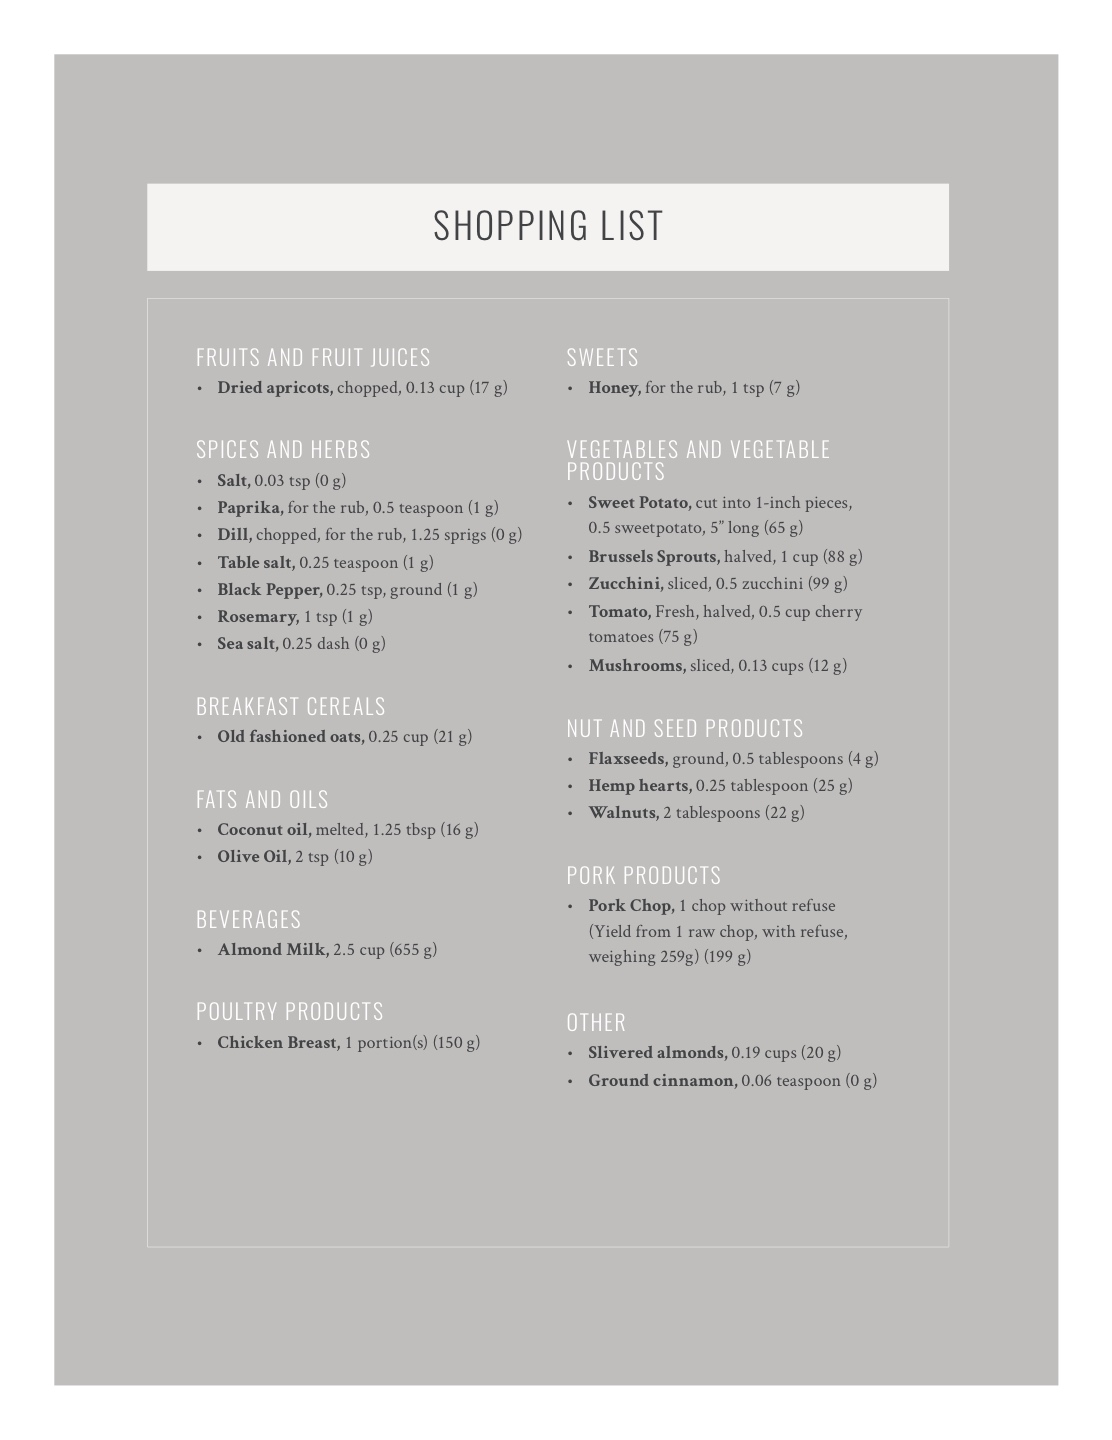 SHOPPING LIST
FRUITS AND FRUIT JUICES
• Dried apricots, chopped, 0.13 cup (17 g)
SPICES AND HERBS
• Salt, 0.03 tsp (0 g)
• Paprika, for the rub, 0.5 teaspoon (1 g)
• Dill, chopped, for the rub, 1.25 sprigs (0 g)
• Table salt, 0.25 teaspoon (1 g)
• Black Pepper, 0.25 tsp, ground (1 g)
• Rosemary, 1 tsp (1 g)
• Sea salt, 0.25 dash (0 g)
BREAKFAST CEREALS
• Old fashioned oats, 0.25 cup (21 g)
FATS AND OILS
• Coconut oil, melted, 1.25 tbsp (16 g)
• Olive Oil, 2 tsp (10 g)
BEVERAGES
• Almond Milk, 2.5 cup (655 g)
POULTRY PRODUCTS
• Chicken Breast, 1 portion(s) (150 g)
SWEETS
• Honey, for the rub, 1 tsp (7 g)
VEGETABLES AND VEGETABLE
PRODUCTS
• Sweet Potato, cut into 1-inch pieces,
0.5 sweetpotato, 5” long (65 g)
• Brussels Sprouts, halved, 1 cup (88 g)
• Zucchini, sliced, 0.5 zucchini (99 g)
• Tomato, Fresh, halved, 0.5 cup cherry
tomatoes (75 g)
• Mushrooms, sliced, 0.13 cups (12 g)
NUT AND SEED PRODUCTS
• Flaxseeds, ground, 0.5 tablespoons (4 g)
• Hemp hearts, 0.25 tablespoon (25 g)
• Walnuts, 2 tablespoons (22 g)
PORK PRODUCTS
• Pork Chop, 1 chop without refuse
(Yield from 1 raw chop, with refuse,
weighing 259g) (199 g)
OTHER
• Slivered almonds, 0.19 cups (20 g)
• Ground cinnamon, 0.06 teaspoon (0 g)